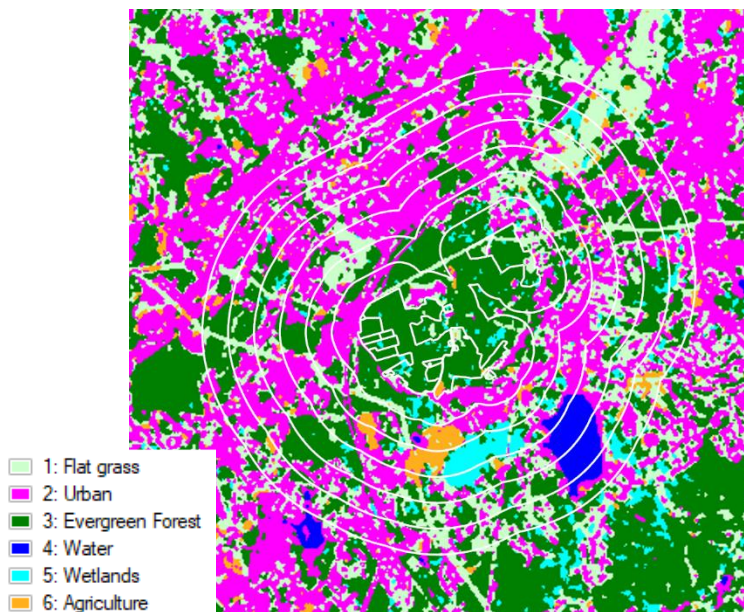 1: Flat grass
2: Urban
3: Evergreen Forest
4: Water
5: Wetlands
6: Agriculture